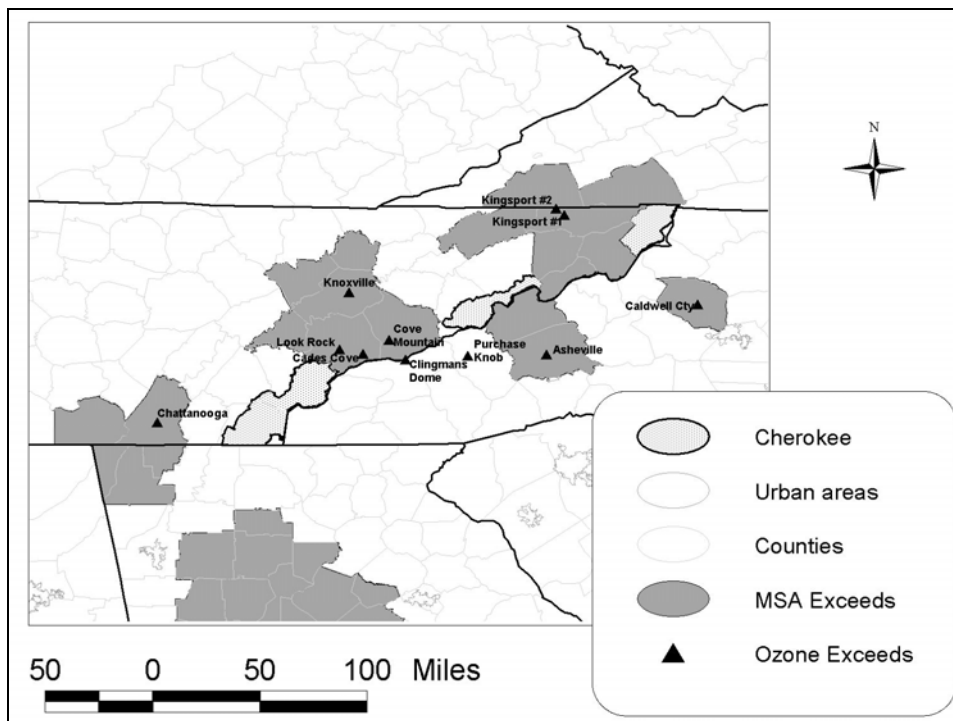 N
Kingsport #2
Kingsport #1
Knoxville
Caldwell Cty
Cove
Mountain
Look Rock
Cades Cove
Purchase
Knob
Asheville
Clingmans
Dome
Chattanooga
Cherokee
Urban areas
Counties
MSA Exceeds
Ozone Exceeds
50 0 50 100 Miles